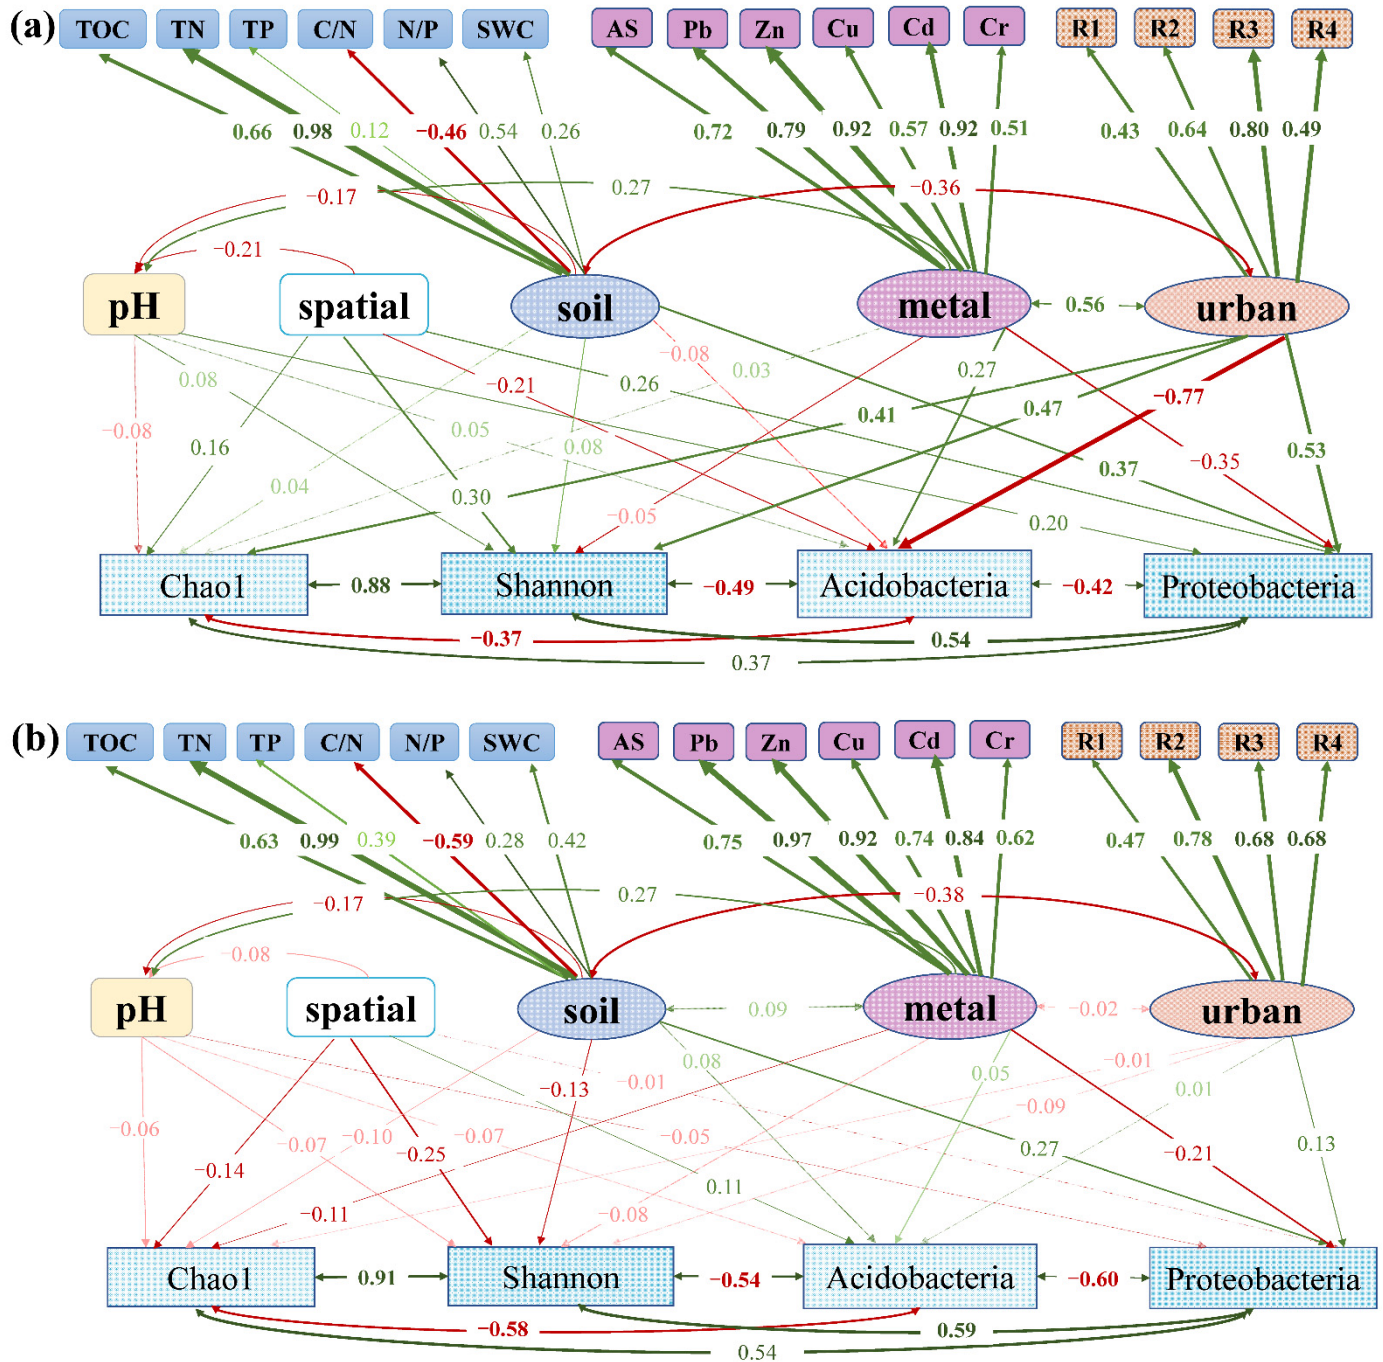 (a) TOC TN TP C/N N/P SWC AS Pb Zn Cu Cd Cr R1 R2 R3 R4
0.66 0.98 0.12 −0.46 0.54 0.26 0.72 0.79 0.92 0.57 0.92 0.51 0.43 0.64 0.80 0.49
−0.17 0.27 −0.36
−0.21
pH spatial soil metal 0.56 urban
0.08 −0.21 0.26 −0.08 0.27 0.03 −0.77
−0.08 0.16 0.05 0.08 0.41 0.47 0.37 −0.35 0.53
0.04 0.30 −0.05 0.20
Chao1 0.88 Shannon −0.49 Acidobacteria −0.42 Proteobacteria
−0.37 0.54
0.37
(b) TOC TN TP C/N N/P SWC AS Pb Zn Cu Cd Cr R1 R2 R3 R4
0.63 0.99 0.39 −0.59 0.28 0.42 0.75 0.97 0.92 0.74 0.84 0.62 0.47 0.78 0.68 0.68
−0.17 0.27 −0.38
−0.08
pH spatial soil 0.09 metal −0.02 urban
−0.13 −0.01 0.08 0.05 −0.09 −0.01 0.01
−0.06 −0.07 −0.10 −0.07 −0.05 0.27 −0.21 0.13
−0.14 −0.25 0.11
−0.11 −0.08
Chao1 0.91 Shannon −0.54 Acidobacteria −0.60 Proteobacteria
−0.58 0.59
0.54